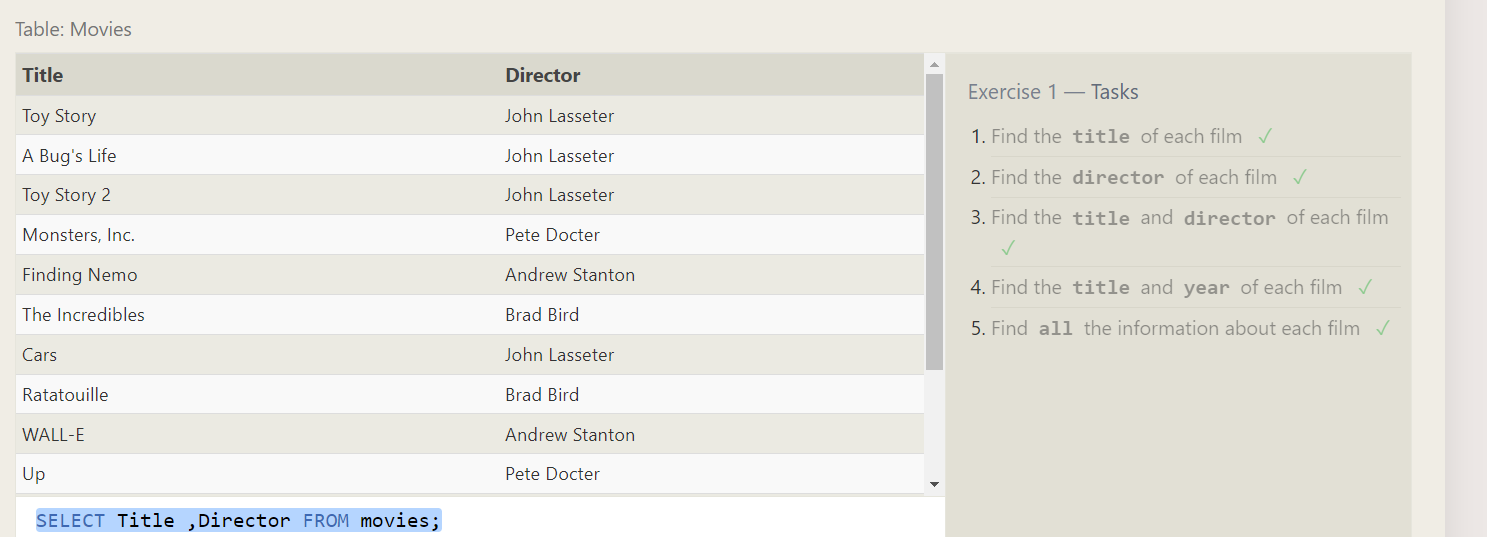 Table: Movies
Title Director
Toy Story John Lasseter
A Bug's Life John Lasseter
Toy Story 2 John Lasseter
Monsters, Inc. Pete Docter
Finding Nemo Andrew Stanton
The Incredibles Brad Bird
Cars John Lasseter
Ratatouille Brad Bird
WALL-E Andrew Stanton
Up Pete Docter
SELECT Title ,Director FROM movies;
Exercise 1 — Tasks
1. Find the title of each film ✓
2. Find the director of each film ✓
3. Find the title and director of each film
✓
4. Find the title and year of each film ✓
5. Find all the information about each film ✓